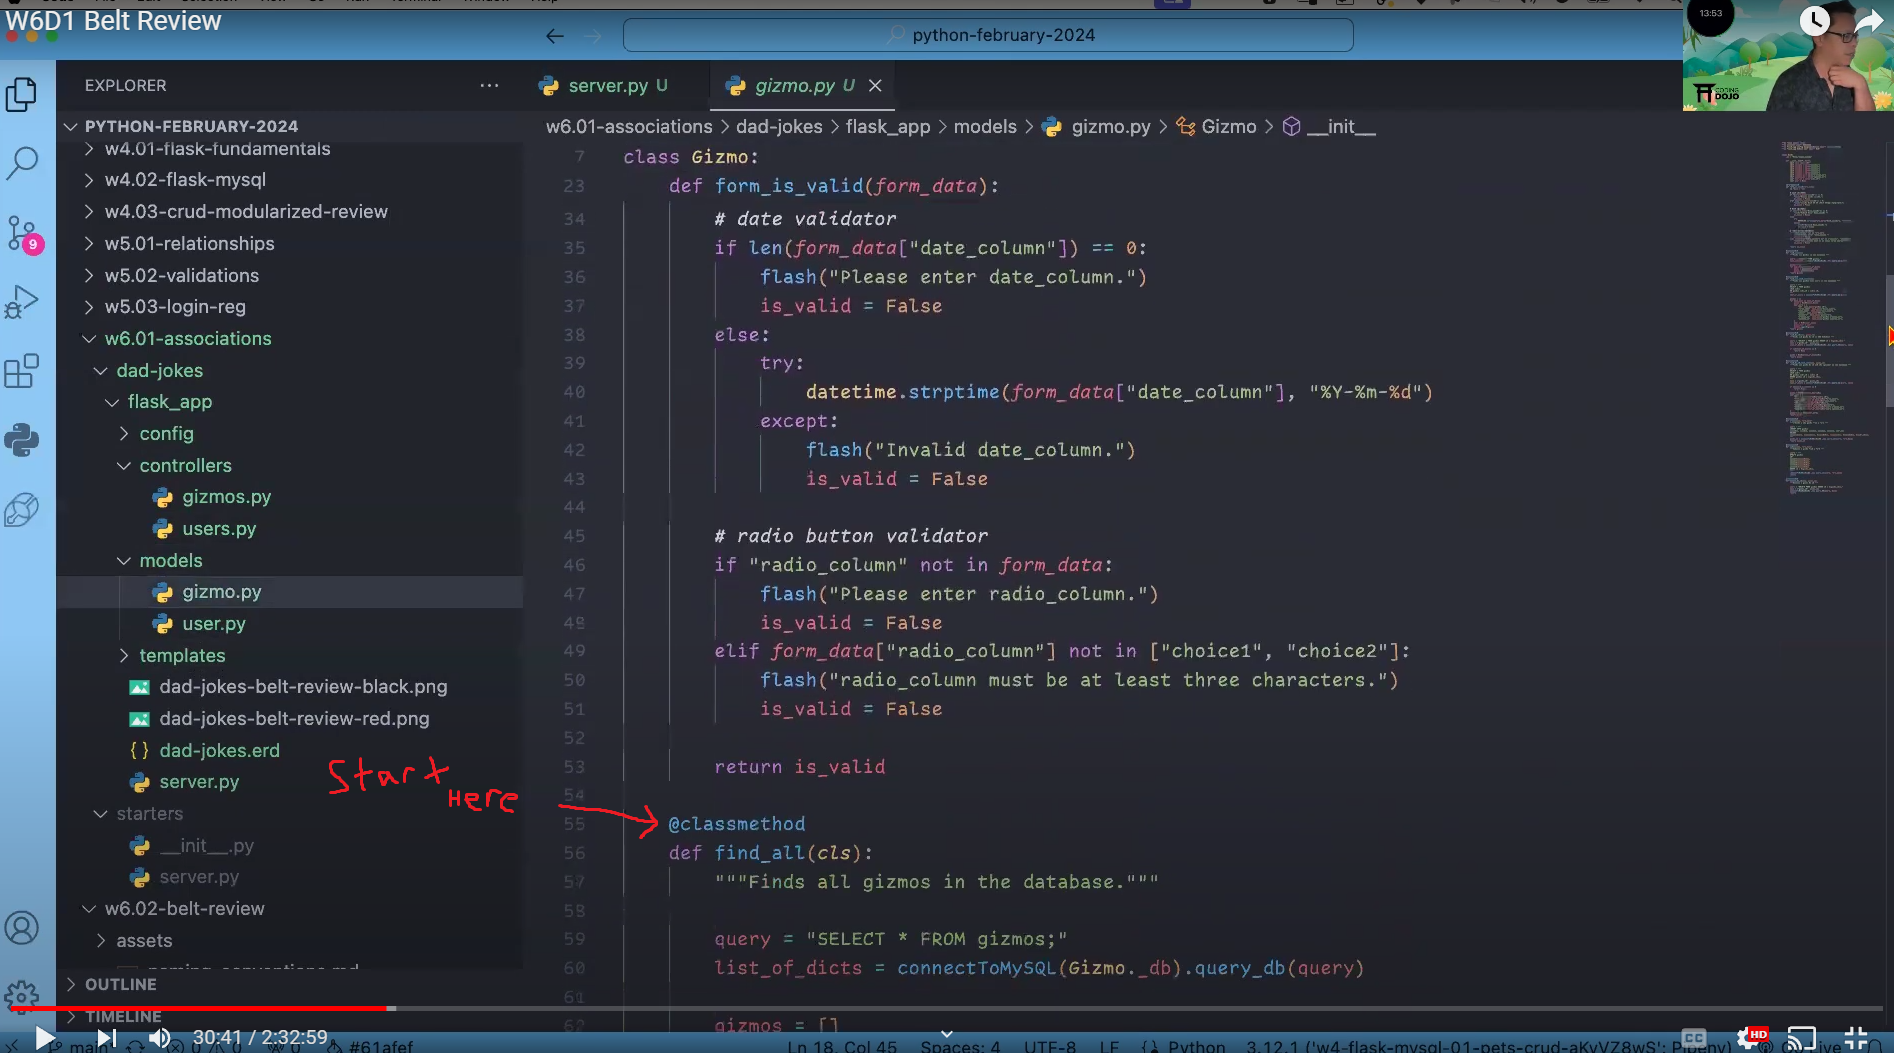 W6D1 Belt Review
python-february-2024
13:53
CODING
DOJO
EXPLORER
server.py U
gizmo.py U
PYTHON-FEBRUARY-2024
w6.01-associations > dad-jokes > flask_app > models > gizmo.py > Gizmo > __init__
w4.01-flask-fundamentals
w4.02-flask-mysql
w4.03-crud-modularized-review
w5.01-relationships
9
w5.02-validations
w5.03-login-reg
w6.01-associations
dad-jokes
flask_app
config
controllers
gizmos.py
users.py
models
gizmo.py
user.py
templates
dad-jokes-belt-review-black.png
dad-jokes-belt-review-red.png
dad-jokes.erd
server.py
starters
__init__.py
server.py
w6.02-belt-review
assets
naming-conventions.md
OUTLINE
TIMELINE
Start
Here
7 class Gizmo:
23 def form_is_valid(form_data):
34 # date validator
35 if len(form_data["date_column"]) == 0:
36 flash("Please enter date_column.")
37 is_valid = False
38 else:
39 try:
40 datetime.strptime(form_data["date_column"], "%Y-%m-%d")
41 except:
42 flash("Invalid date_column.")
43 is_valid = False
44
45 # radio button validator
46 if "radio_column" not in form_data:
47 flash("Please enter radio_column.")
48 is_valid = False
49 elif form_data["radio_column"] not in ["choice1", "choice2"]:
50 flash("radio_column must be at least three characters.")
51 is_valid = False
52
53 return is_valid
54
55 @classmethod
56 def find_all(cls):
57 """Finds all gizmos in the database."""
58
59 query = "SELECT * FROM gizmos;"
60 list_of_dicts = connectToMySQL(Gizmo._db).query_db(query)
61
62 gizmos = []
30:41 / 2:32:59
CC
HD
main
0
0
0
#61afef
Ln 18, Col 45
Spaces: 4
UTF-8
LF
Python
3.12.1 ('w4-flask-mysql-01-pets-crud-aKyVZ8wS': Pipenv)